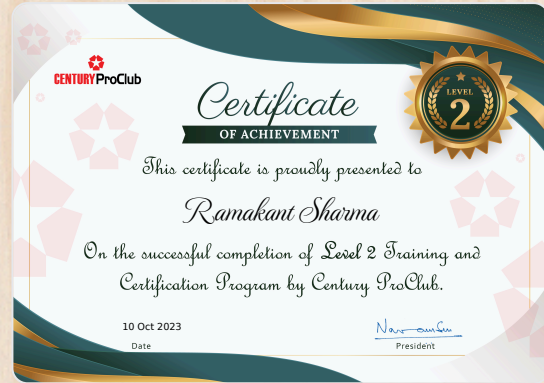 CENTURY ProClub
Certificate
OF ACHIEVEMENT
LEVEL
2
This certificate is proudly presented to
Ramakant Sharma
On the successful completion of Level 2 Training and
Certification Program by Century ProClub.
10 Oct 2023
Date
President